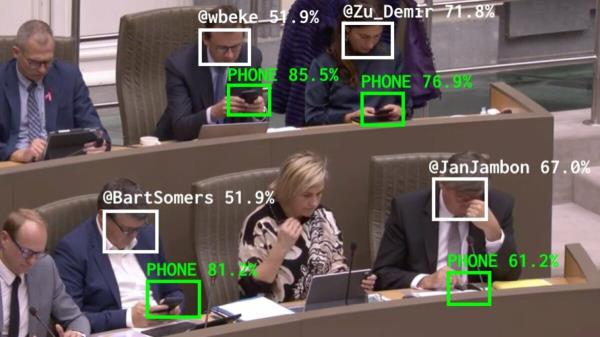 @wbeke 51.9%
@Zu_Demir 71.8%
PHONE 85.5%
PHONE 76.9%
@BartSomers 51.9%
@JanJambon 67.0%
PHONE 81.2%
PHONE 61.2%